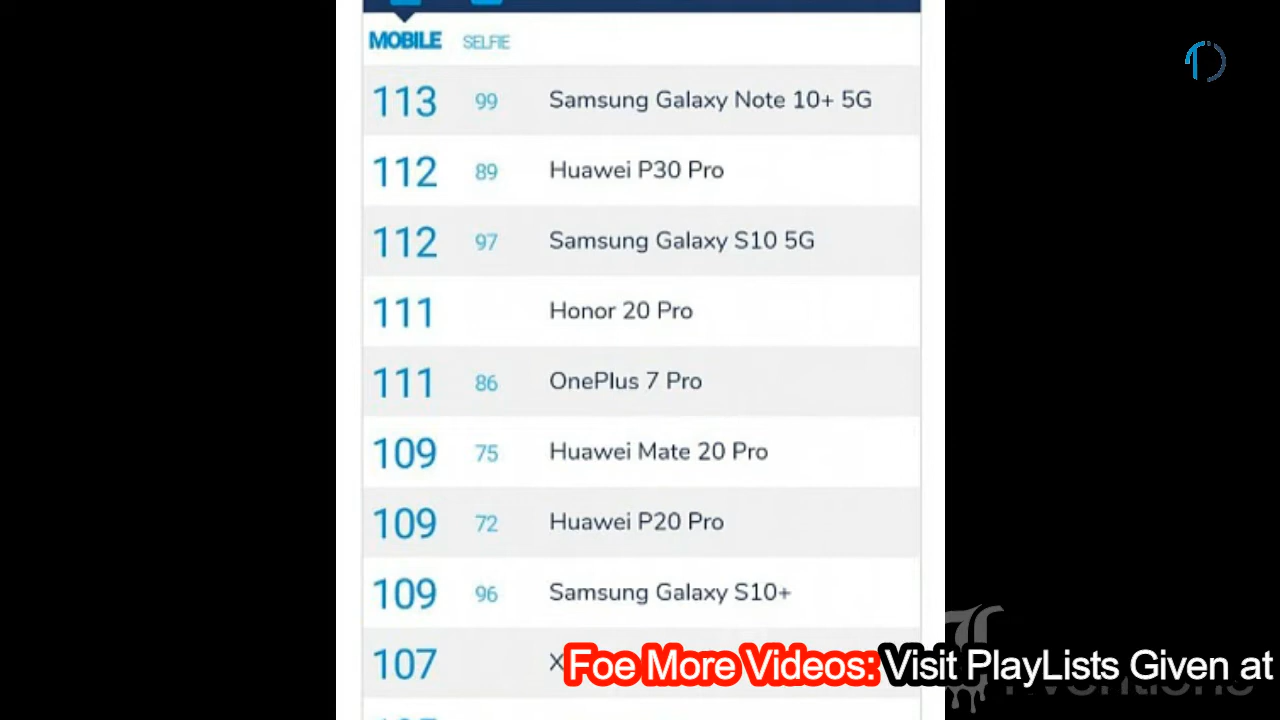 MOBILE SELFIE
113 99 Samsung Galaxy Note 10+ 5G
112 89 Huawei P30 Pro
112 97 Samsung Galaxy S10 5G
111 Honor 20 Pro
111 86 OnePlus 7 Pro
109 75 Huawei Mate 20 Pro
109 72 Huawei P20 Pro
109 96 Samsung Galaxy S10+
107
Foe More Videos: Visit PlayLists Given at